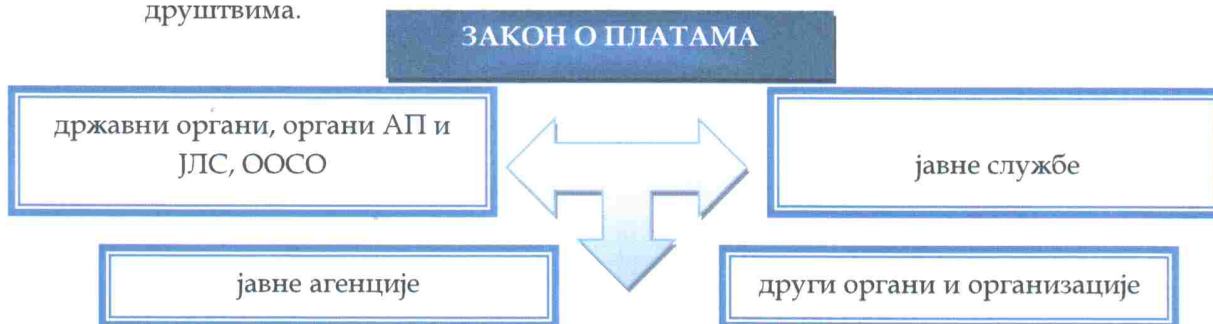 друштвима.
ЗАКОН О ПЛАТАМА
државни органи, органи АП и
ЈЛС, ООСО
јавне службе
јавне агенције
други органи и организације